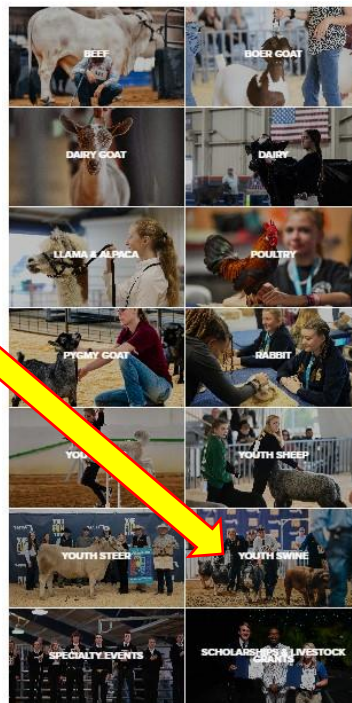 BEEF
BOER GOAT
DAIRY GOAT
DAIRY
LLAMA & ALPACA
POULTRY
PYGMY GOAT
RABBIT
YOU
YOUTH SHEEP
YOUTH STEER
YOUTH SWINE
SPECIALTY EVENTS
SCHOLARSHIPS & LIVESTOCK
GRANTS